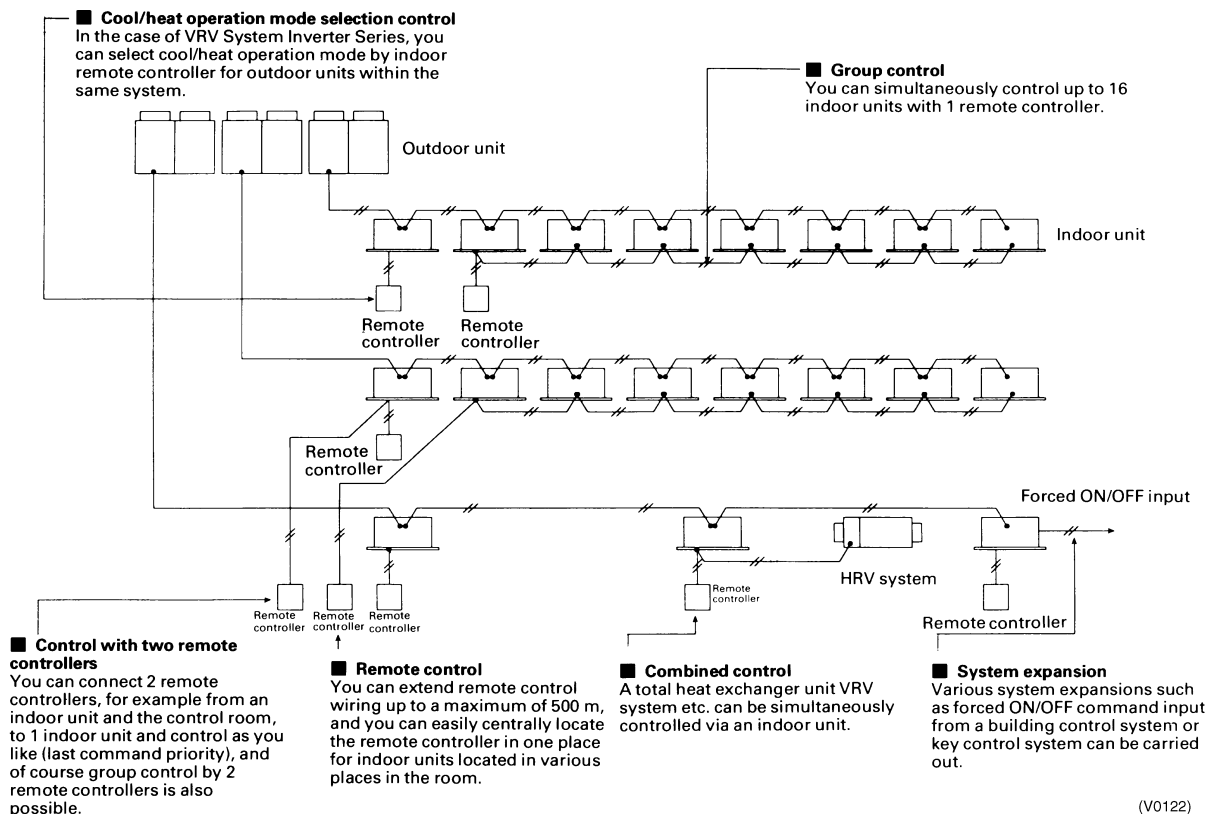 ■ Cool/heat operation mode selection control
In the case of VRV System Inverter Series, you
can select cool/heat operation mode by indoor
remote controller for outdoor units within the
same system.
■ Group control
You can simultaneously control up to 16
indoor units with 1 remote controller.
Outdoor unit
Indoor unit
Remote
controller
Remote
controller
Remote
controller
Forced ON/OFF input
HRV system
Remote
controller
Remote
controller
Remote
controller
Remote
controller
Remote controller
■ Control with two remote
controllers
You can connect 2 remote
controllers, for example from an
indoor unit and the control room,
to 1 indoor unit and control as you
like (last command priority), and
of course group control by 2
remote controllers is also
possible.
■ Remote control
You can extend remote control
wiring up to a maximum of 500 m,
and you can easily centrally locate
the remote controller in one place
for indoor units located in various
places in the room.
■ Combined control
A total heat exchanger unit VRV
system etc. can be simultaneously
controlled via an indoor unit.
■ System expansion
Various system expansions such
as forced ON/OFF command input
from a building control system or
key control system can be carried
out.
(V0122)